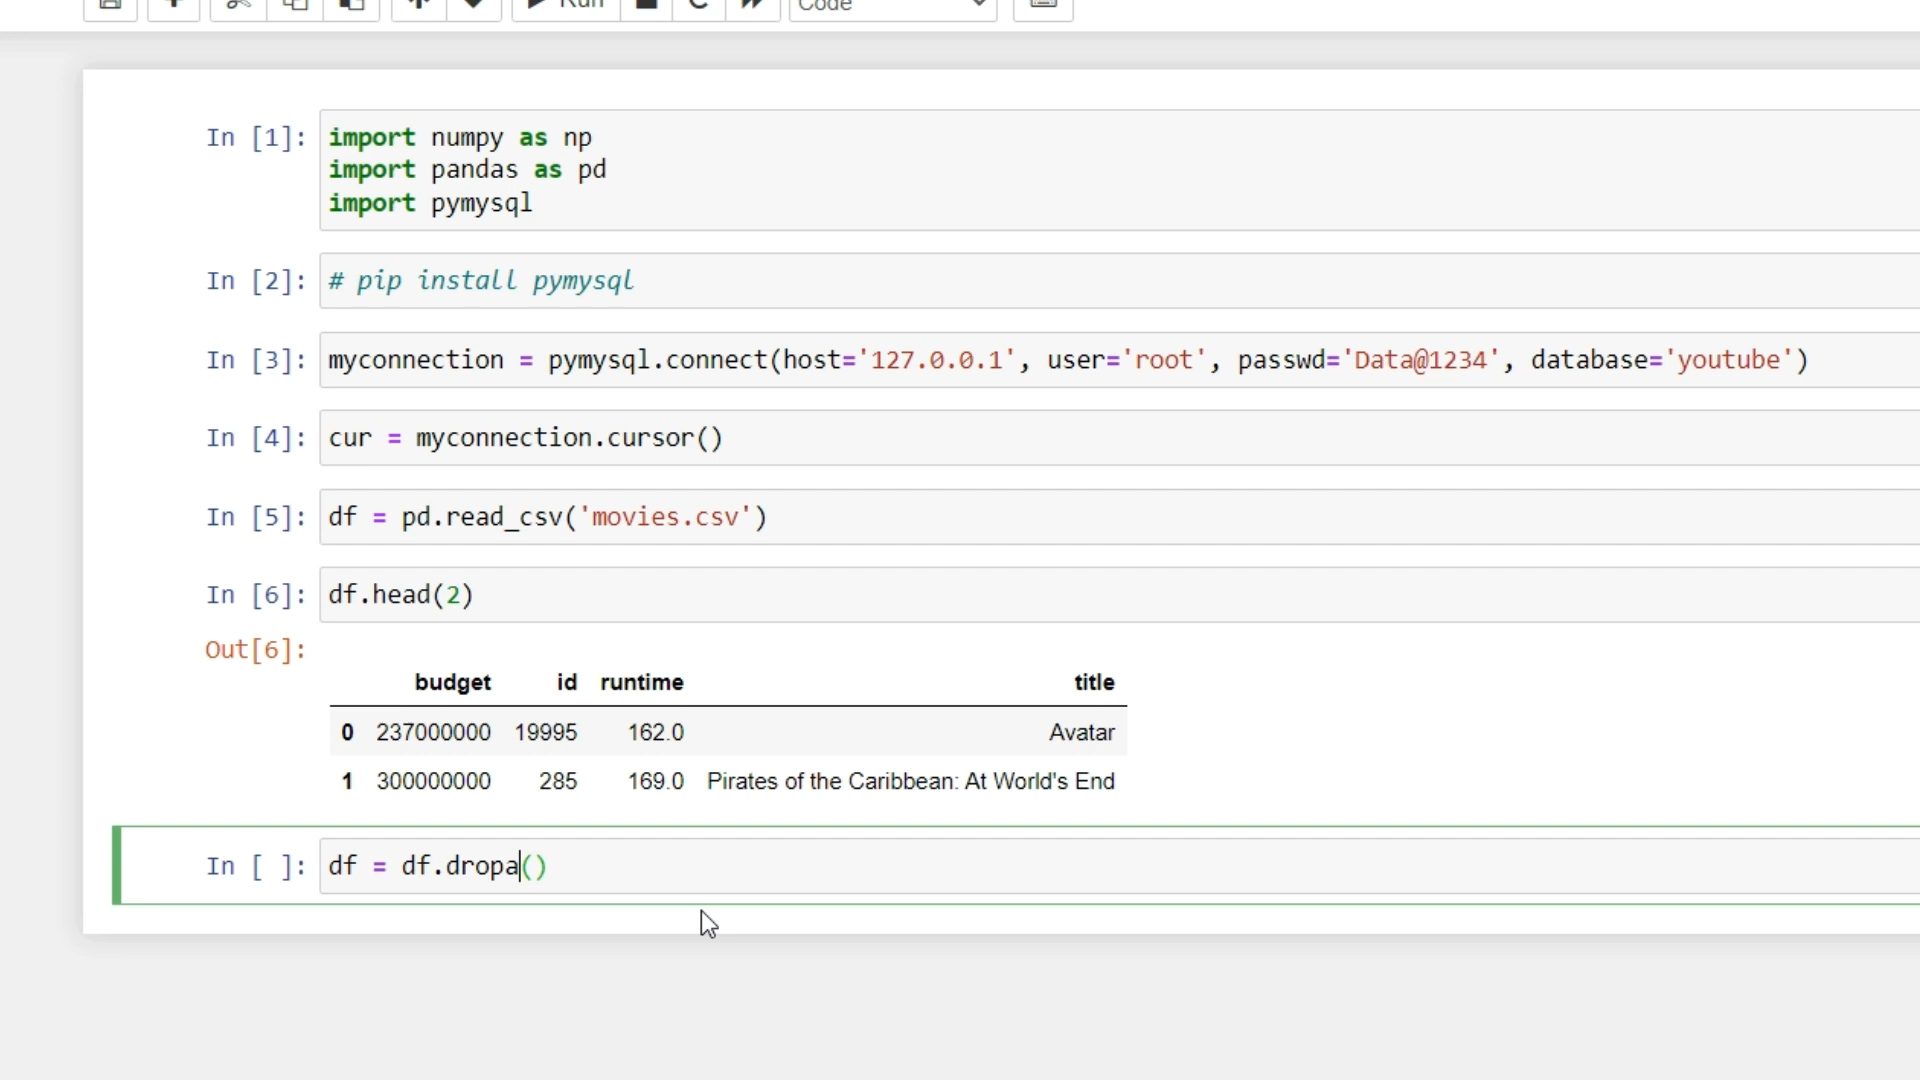 Run
Code
In [1]: import numpy as np
import pandas as pd
import pymysql
In [2]: # pip install pymysql
In [3]: myconnection = pymysql.connect(host='127.0.0.1', user='root', passwd='Data@1234', database='youtube')
In [4]: cur = myconnection.cursor()
In [5]: df = pd.read_csv('movies.csv')
In [6]: df.head(2)
Out[6]:
budget id runtime title
0 237000000 19995 162.0 Avatar
1 300000000 285 169.0 Pirates of the Caribbean: At World's End
In [ ]: df = df.dropa()